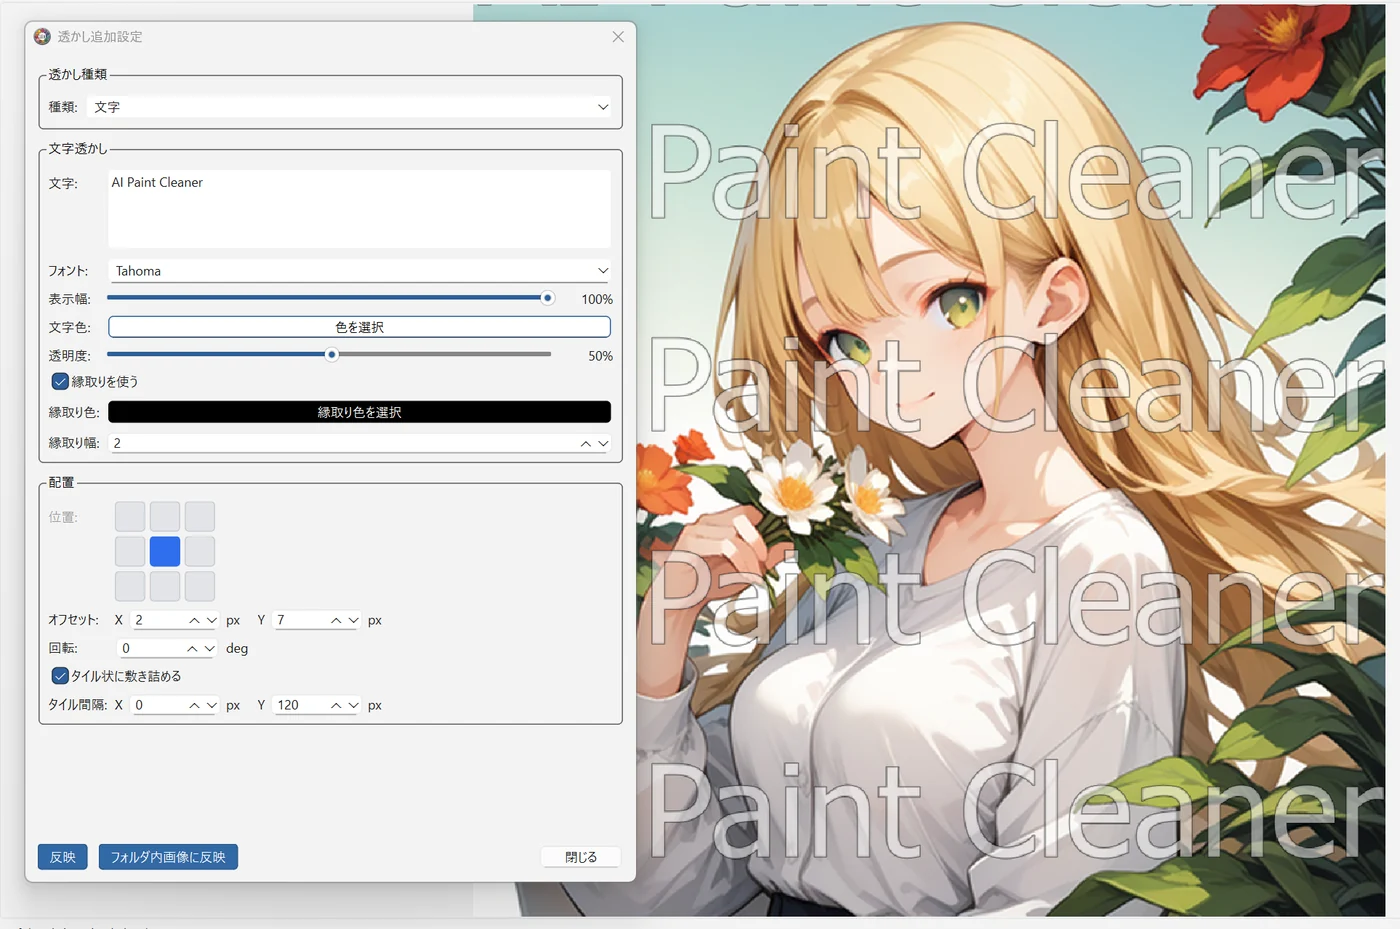 透かし追加設定
透かし種類
種類: 文字
文字透かし
文字: AI Paint Cleaner
フォント: Tahoma
表示幅: 100%
文字色: 色を選択
透明度: 50%
縁取りを使う
縁取り色: 縁取り色を選択
縁取り幅: 2
配置
位置:
オフセット: X 2 px Y 7 px
回転: 0 deg
タイル状に敷き詰める
タイル間隔: X 0 px Y 120 px
反映 フォルダ内画像に反映 閉じる
Paint Cleaner
Paint Cleaner
Paint Cleaner
Paint Cleaner